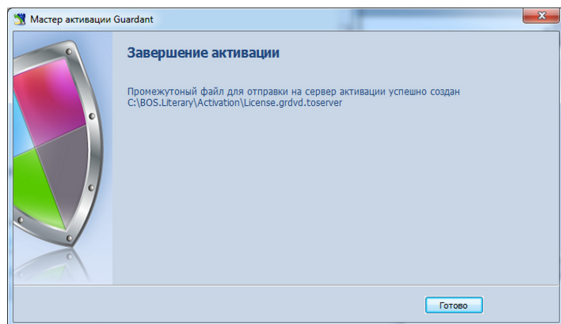 Мастер активации Guardant
Завершение активации
Промежутоный файл для отправки на сервер активации успешно создан
C:\BOS.Literary\Activation\License.grdvd.toserver
Готово